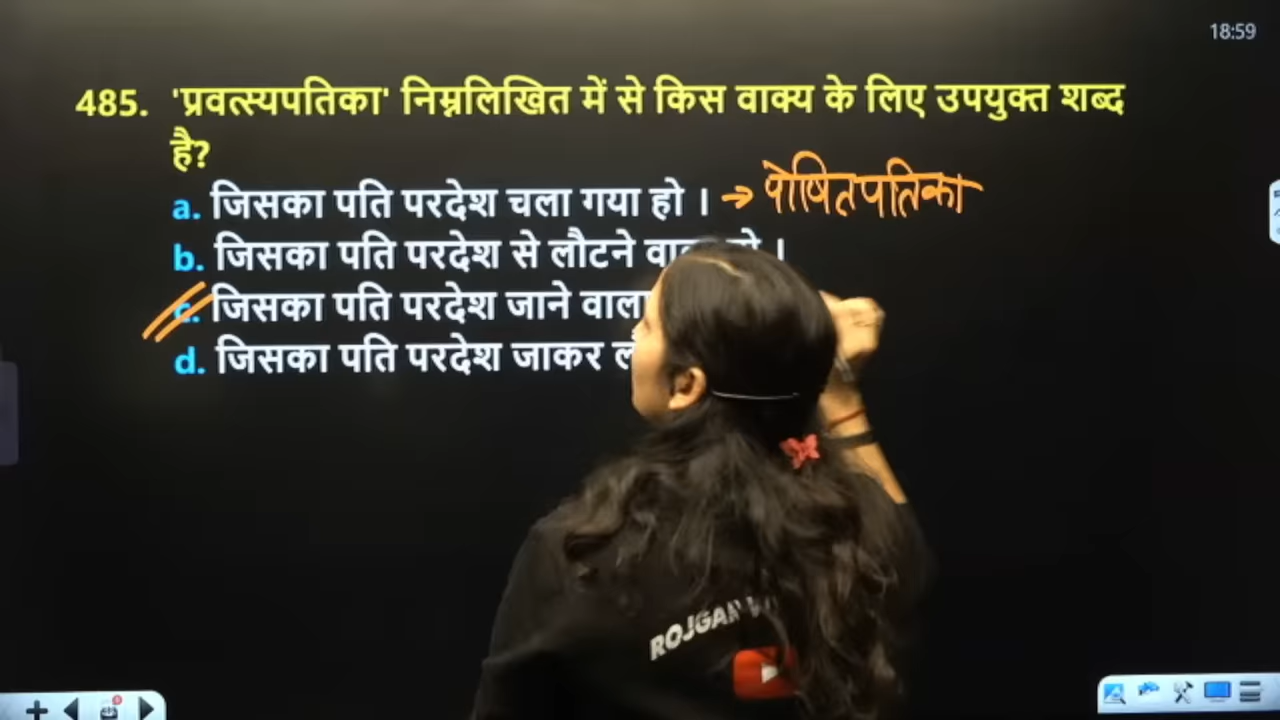 18:59
485. 'प्रवत्स्यपतिका' निम्नलिखित में से किस वाक्य के लिए उपयुक्त शब्द
है?
a. जिसका पति परदेश चला गया हो । → पोषितपतिका
b. जिसका पति परदेश से लौटने हो ।
c. जिसका पति परदेश जाने वाला
d. जिसका पति परदेश जाकर
ROJGAR